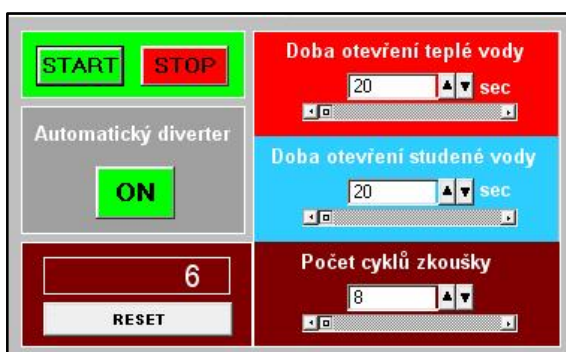 START STOP
Automatický diverter
ON
6
RESET
Doba otevření teplé vody
20 sec
Doba otevření studené vody
20 sec
Počet cyklů zkoušky
8